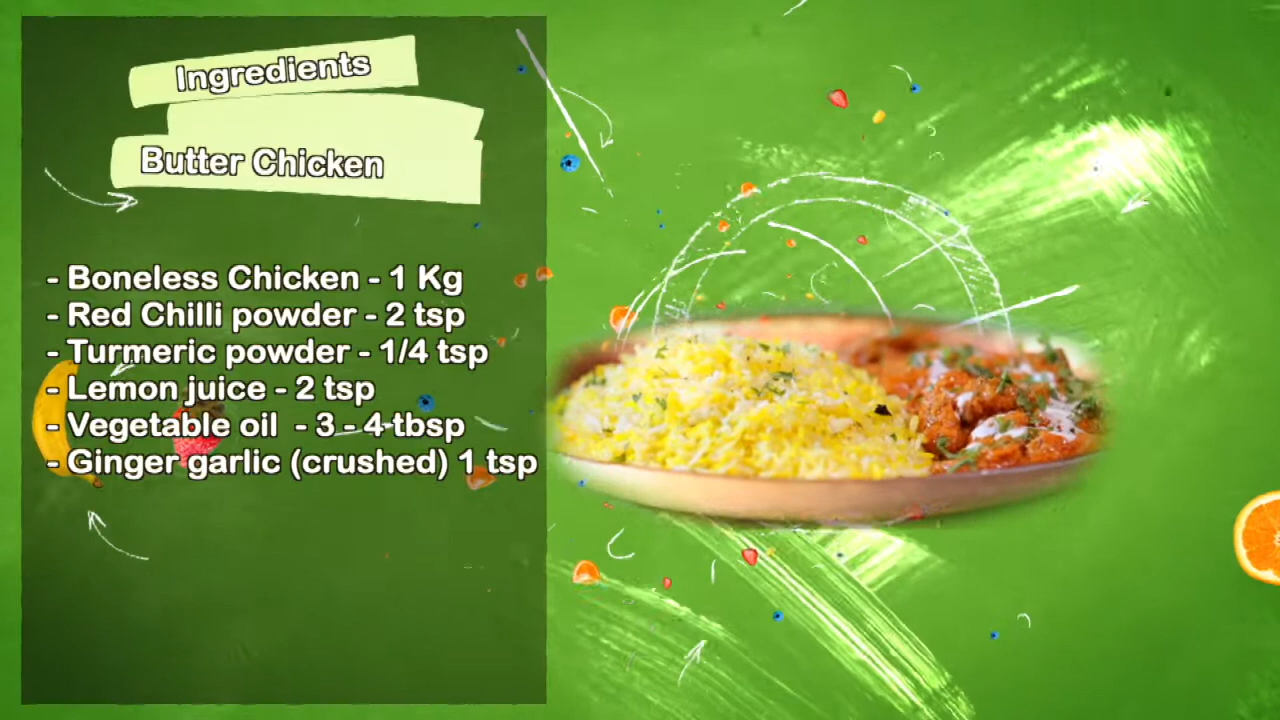 Ingredients
Butter Chicken
- Boneless Chicken - 1 Kg
- Red Chilli powder - 2 tsp
- Turmeric powder - 1/4 tsp
- Lemon juice - 2 tsp
- Vegetable oil  - 3 - 4 tbsp
- Ginger garlic (crushed) 1 tsp